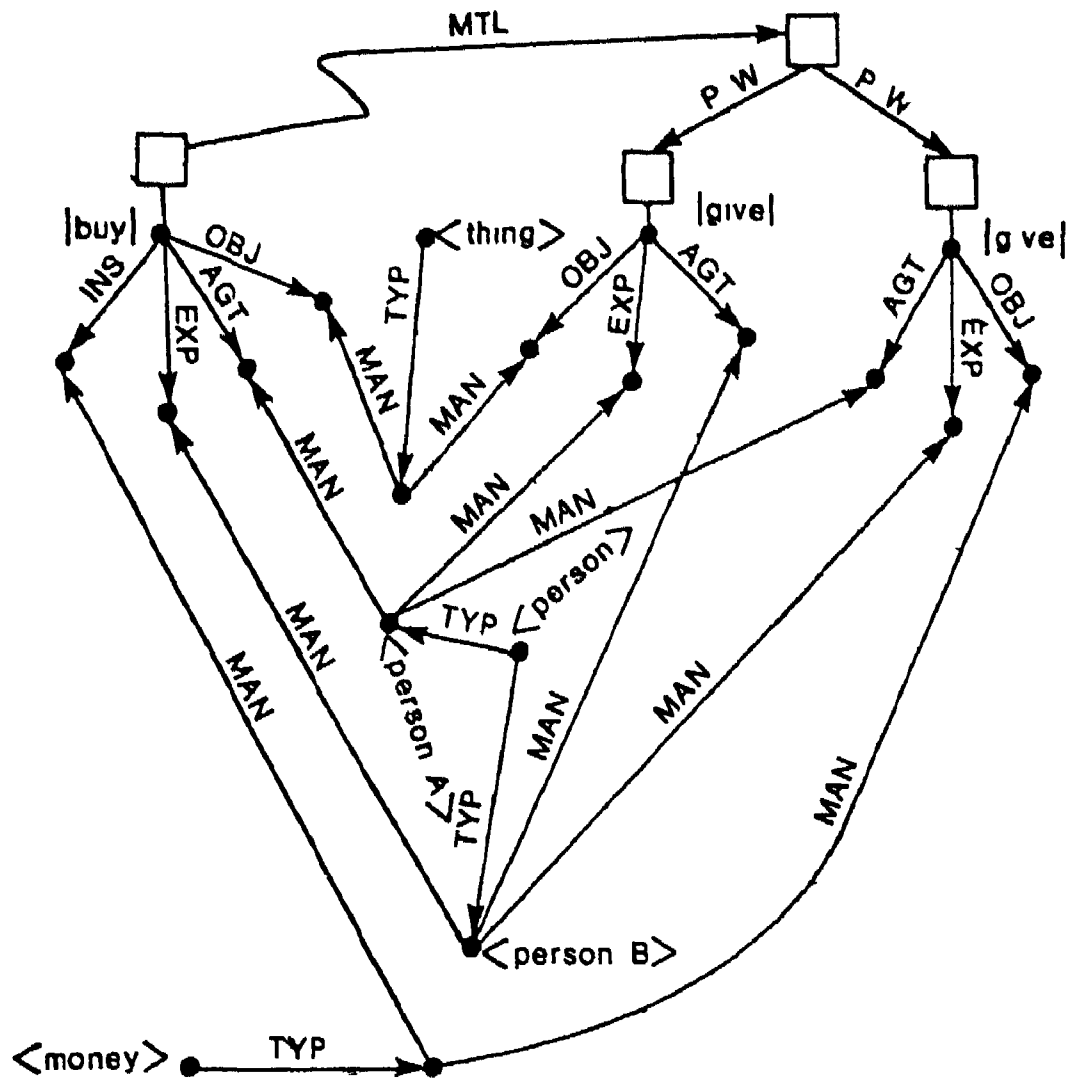 MTL
P W
P W
|buy|
<thing>
|give|
|g ve|
OBJ
INS
EXP
AGT
TYP
OBJ
EXP
AGT
AGT
EXP
OBJ
MAN
MAN
MAN
MAN
MAN
<person>
TYP
<person A>
MAN
MAN
MAN
MAN
TYP
MAN
<person B>
<money>
TYP